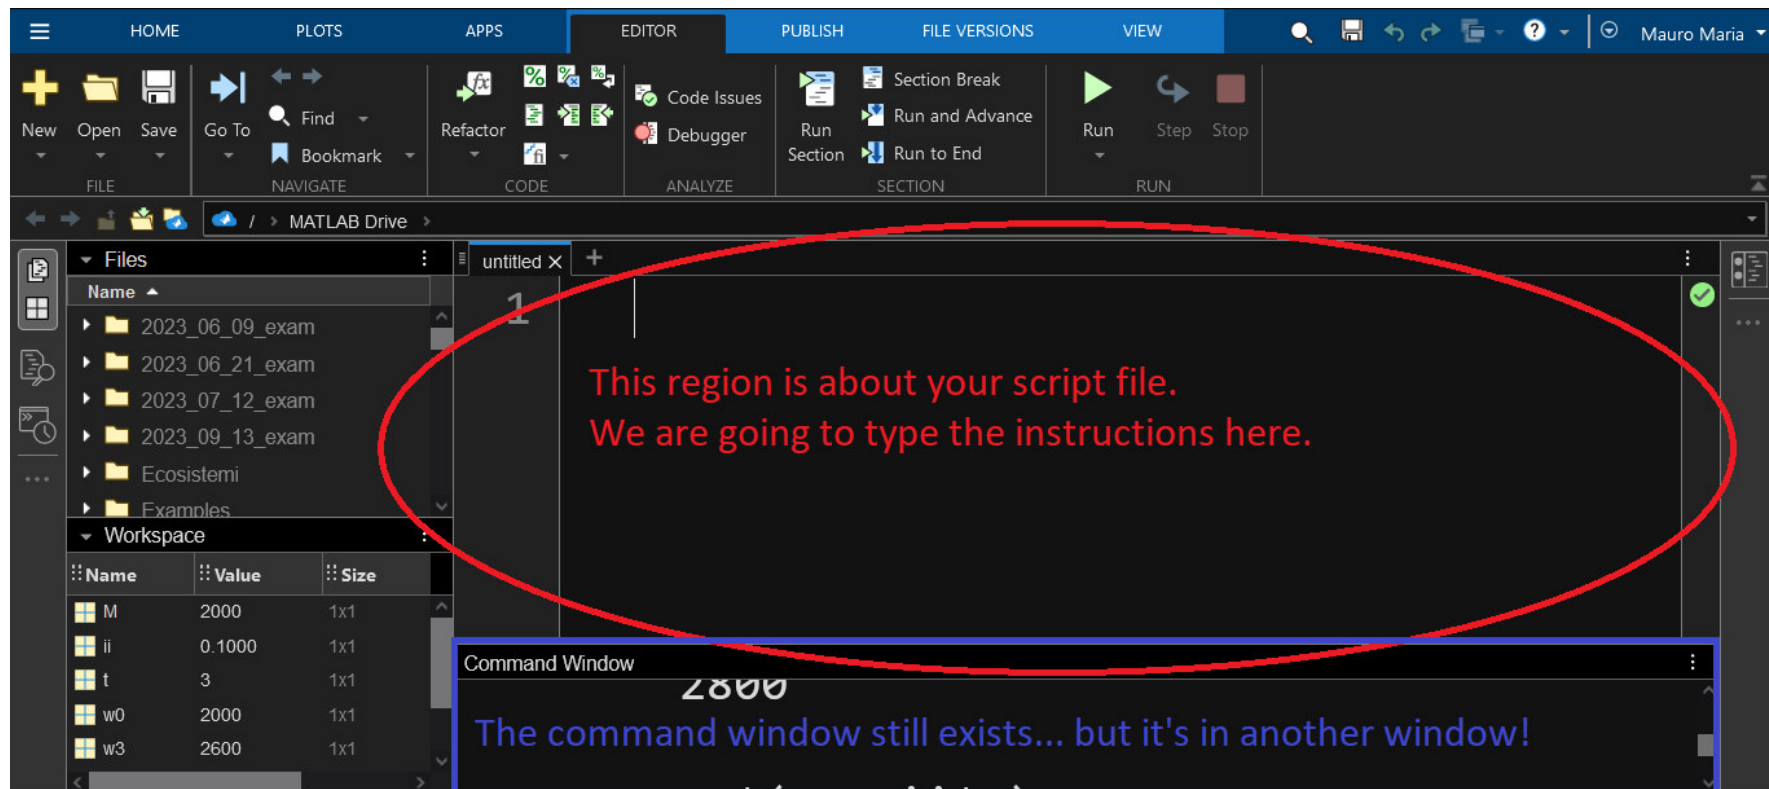 HOME PLOTS APPS EDITOR PUBLISH FILE VERSIONS VIEW Mauro Maria
New Open Save Go To Find Bookmark Refactor Code Issues Debugger Run Section Section Break Run and Advance Run to End Run Step Stop
FILE NAVIGATE CODE ANALYZE SECTION RUN
/ > MATLAB Drive >
Files
Name
2023_06_09_exam
2023_06_21_exam
2023_07_12_exam
2023_09_13_exam
Ecosistemi
Examples
Workspace
Name Value Size
M 2000 1x1
ii 0.1000 1x1
t 3 1x1
w0 2000 1x1
w3 2600 1x1
untitled
1
This region is about your script file.
We are going to type the instructions here.
Command Window
2800
The command window still exists... but it's in another window!